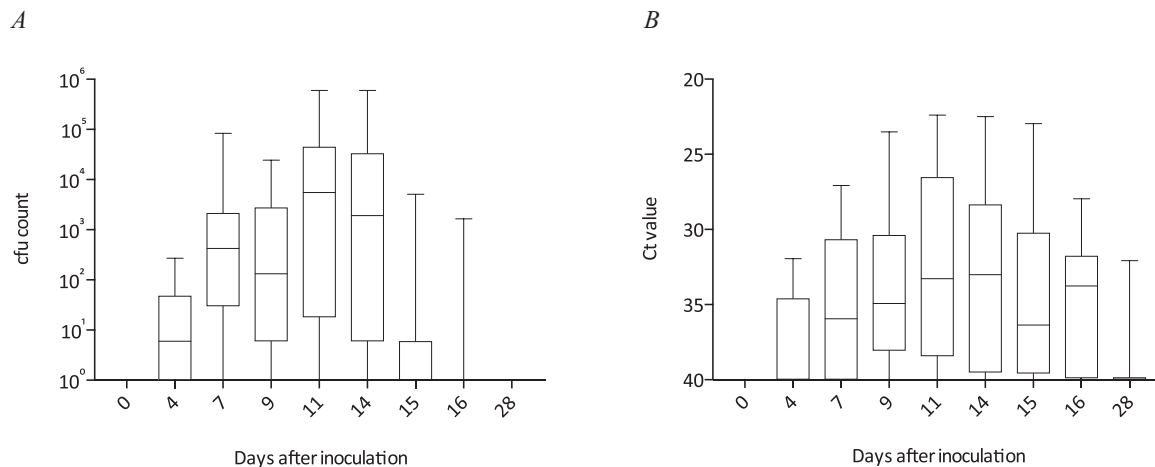 A
B
10⁶
10⁵
10⁴
10³
10²
10¹
10⁰
cfu count
0 4 7 9 11 14 15 16 28
Days after inoculation
20
25
30
35
40
Ct value
0 4 7 9 11 14 15 16 28
Days after inoculation